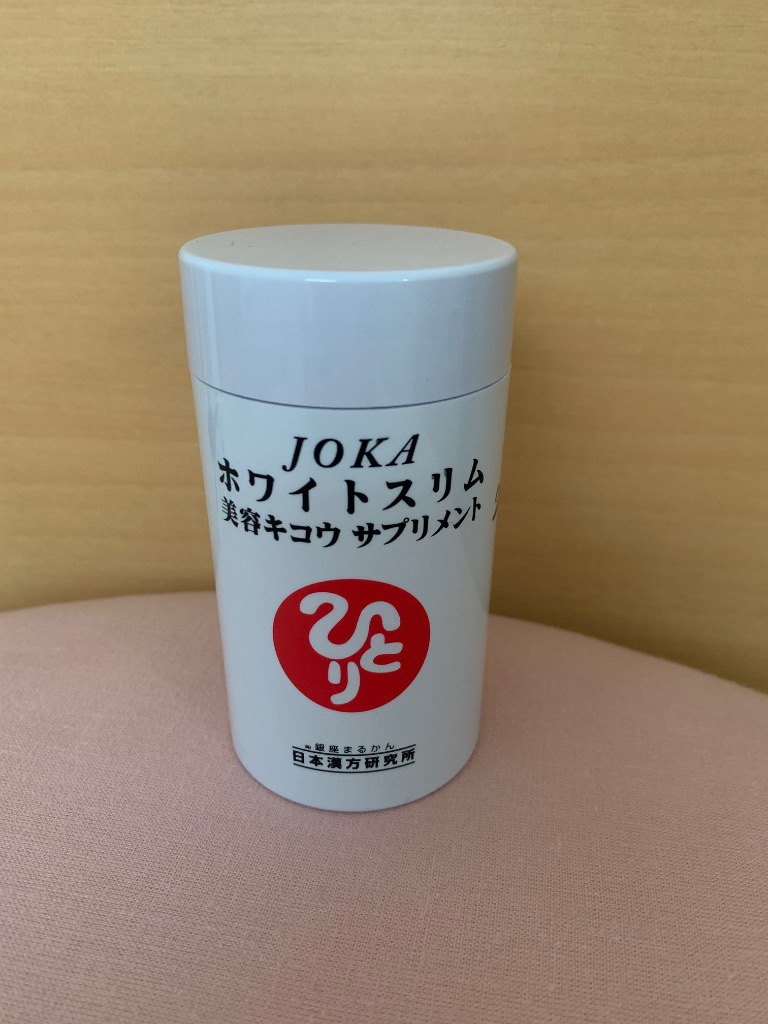 JOKA
ホワイトスリム
美容キコウ サプリメント
ひとり
㈱銀座まるかん
日本漢方研究所